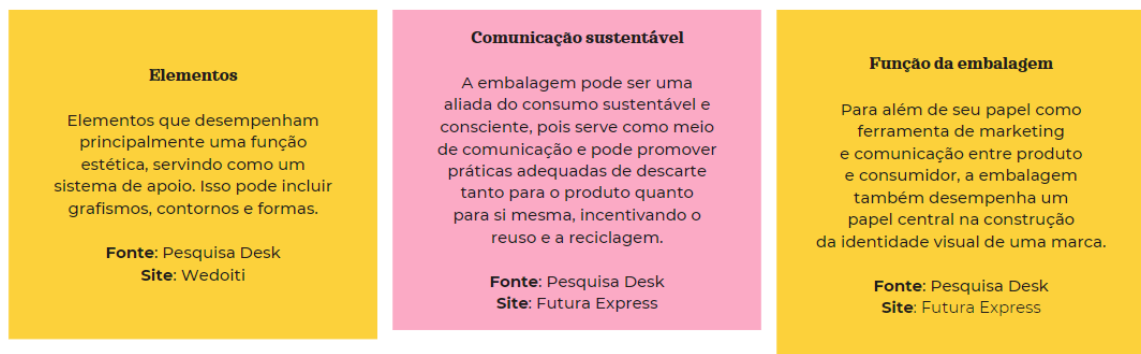 Elementos
Elementos que desempenham
principalmente uma função
estética, servindo como um
sistema de apoio. Isso pode incluir
grafismos, contornos e formas.
Fonte: Pesquisa Desk
Site: Wedoiti
Comunicação sustentável
A embalagem pode ser uma
aliada do consumo sustentável e
consciente, pois serve como meio
de comunicação e pode promover
práticas adequadas de descarte
tanto para o produto quanto
para si mesma, incentivando o
reuso e a reciclagem.
Fonte: Pesquisa Desk
Site: Futura Express
Função da embalagem
Para além de seu papel como
ferramenta de marketing
e comunicação entre produto
e consumidor, a embalagem
também desempenha um
papel central na construção
da identidade visual de uma marca.
Fonte: Pesquisa Desk
Site: Futura Express